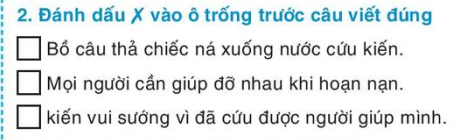 2. Đánh dấu ✗ vào ô trống trước câu viết đúng
Bồ câu thả chiếc ná xuống nước cứu kiến.
Mọi người cần giúp đỡ nhau khi hoạn nạn.
kiến vui sướng vì đã cứu được người giúp mình.